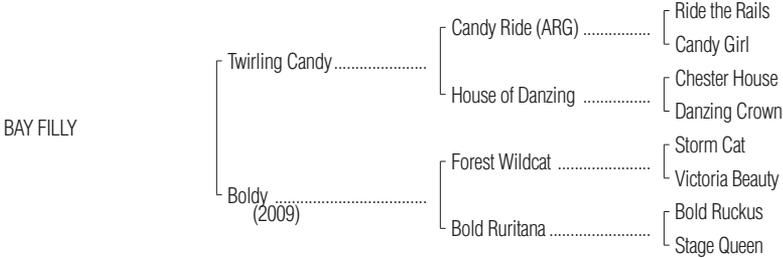 Ride the Rails
Candy Ride (ARG) ................
Candy Girl
Twirling Candy......................
Chester House
House of Danzing ................
Danzing Crown
BAY FILLY
Storm Cat
Forest Wildcat ......................
Victoria Beauty
Boldy ....................................
(2009)
Bold Ruckus
Bold Ruritana ........................
Stage Queen